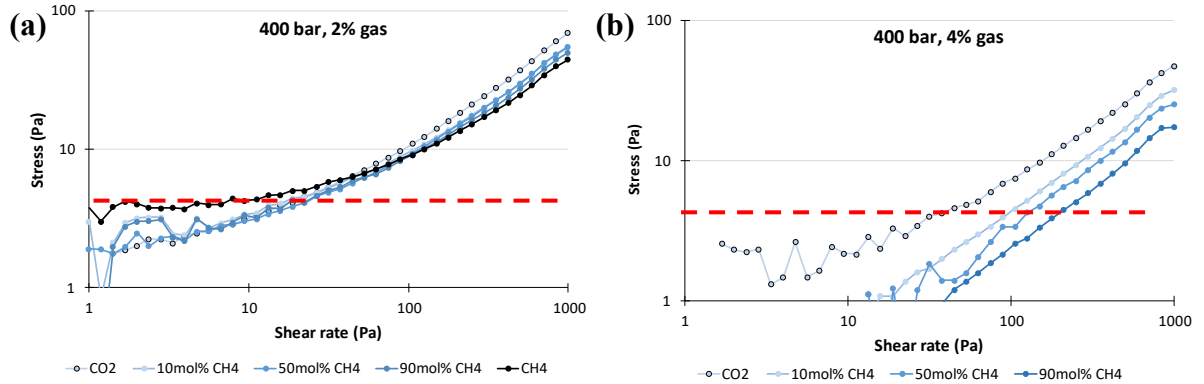 (a)
400 bar, 2% gas
100
10
1
Stress (Pa)
1
10
100
1000
Shear rate (Pa)
CO2
10mol% CH4
50mol% CH4
90mol% CH4
CH4
(b)
400 bar, 4% gas
100
10
1
Stress (Pa)
1
10
100
1000
Shear rate (Pa)
CO2
10mol% CH4
50mol% CH4
90mol% CH4